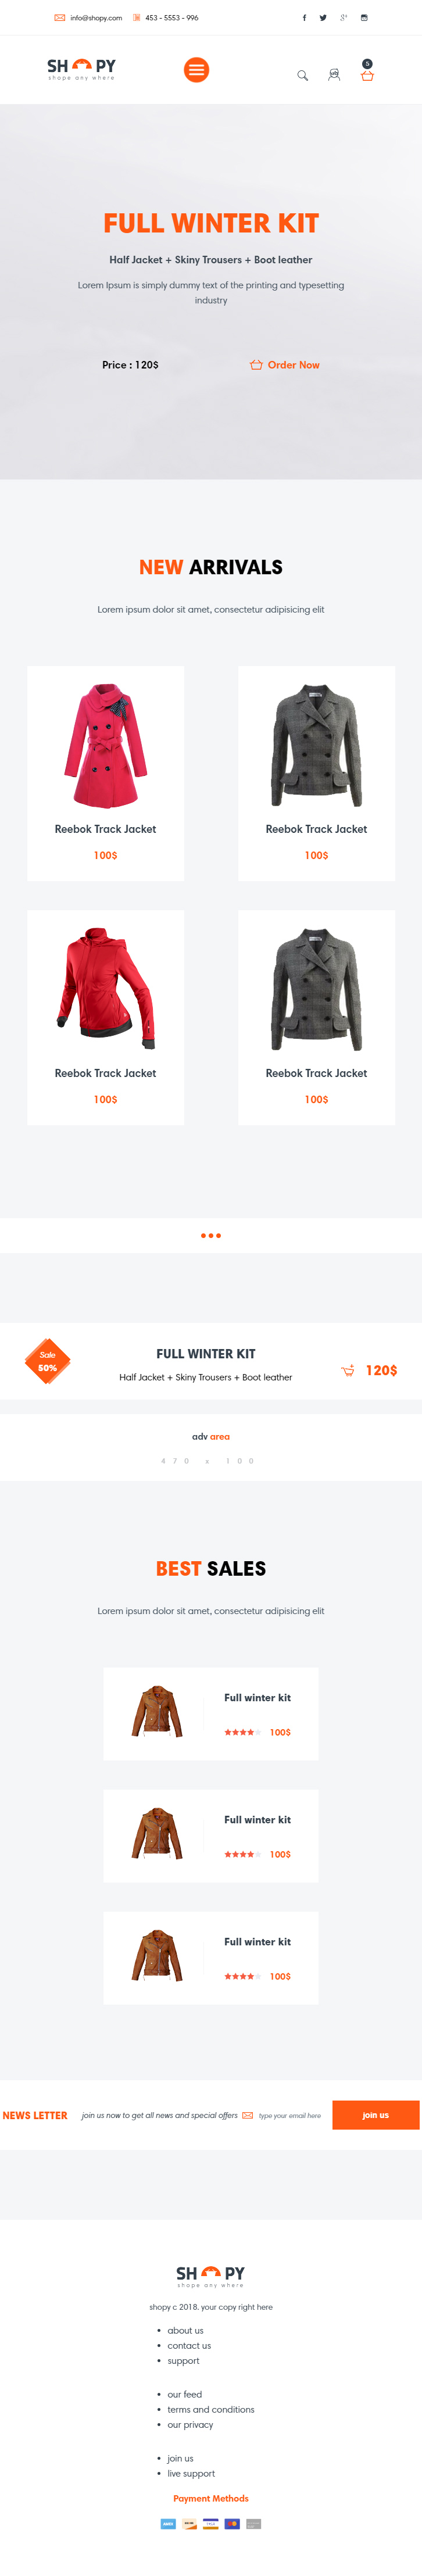 info@shopy.com 453 - 5553 - 996
SH PY
shope any where
5
FULL WINTER KIT
Half Jacket + Skiny Trousers + Boot leather
Lorem Ipsum is simply dummy text of the printing and typesetting
industry
Price : 120$ Order Now
NEW ARRIVALS
Lorem ipsum dolor sit amet, consectetur adipisicing elit
Reebok Track Jacket
100$
Reebok Track Jacket
100$
Reebok Track Jacket
100$
Reebok Track Jacket
100$
Sale
50%
FULL WINTER KIT
Half Jacket + Skiny Trousers + Boot leather
120$
adv area
470 x 100
BEST SALES
Lorem ipsum dolor sit amet, consectetur adipisicing elit
Full winter kit
100$
Full winter kit
100$
Full winter kit
100$
NEWS LETTER join us now to get all news and special offers type your email here join us
SH PY
shope any where
shopy c 2018. your copy right here
about us
contact us
support
our feed
terms and conditions
our privacy
join us
live support
Payment Methods